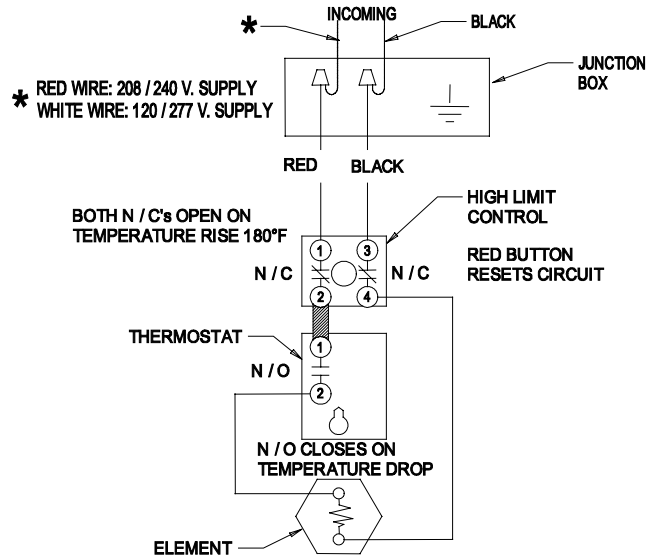 INCOMING
*
BLACK
JUNCTION
BOX
* RED WIRE: 208 / 240 V. SUPPLY
WHITE WIRE: 120 / 277 V. SUPPLY
RED
BLACK
HIGH LIMIT
CONTROL
BOTH N / C's OPEN ON
TEMPERATURE RISE 180°F
RED BUTTON
RESETS CIRCUIT
1
3
N / C
N / C
2
4
THERMOSTAT
1
N / O
2
N / O CLOSES ON
TEMPERATURE DROP
ELEMENT